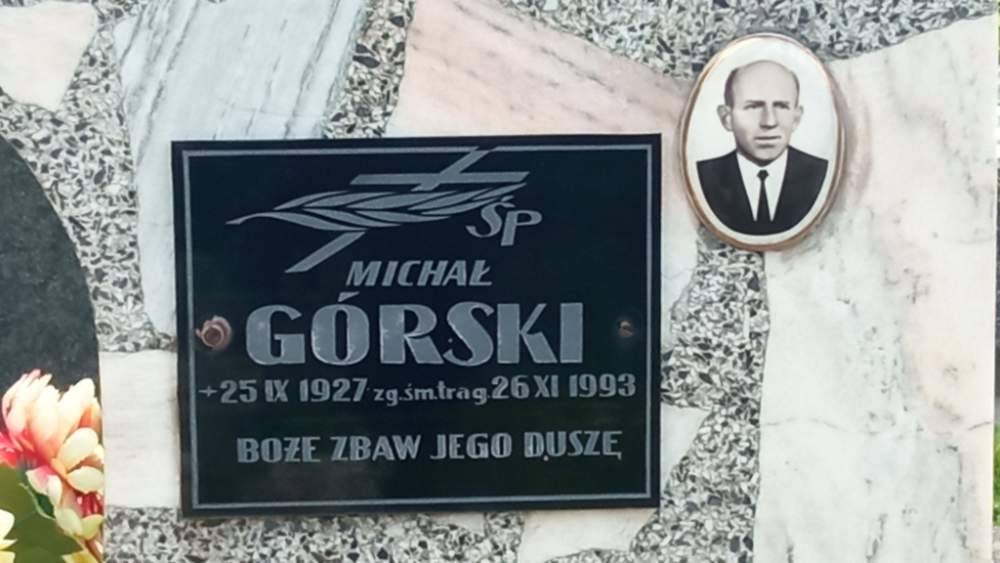 ŚP
MICHAŁ
GÓRSKI
+25 IX 1927 zg.śm.trag.26 XI 1993
BOŻE ZBAW JEGO DUSZĘ